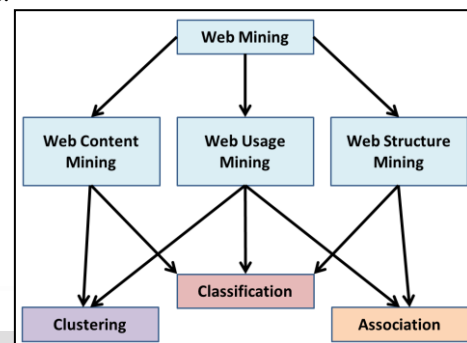 Web Mining
Web Content
Mining
Web Usage
Mining
Web Structure
Mining
Classification
Clustering
Association